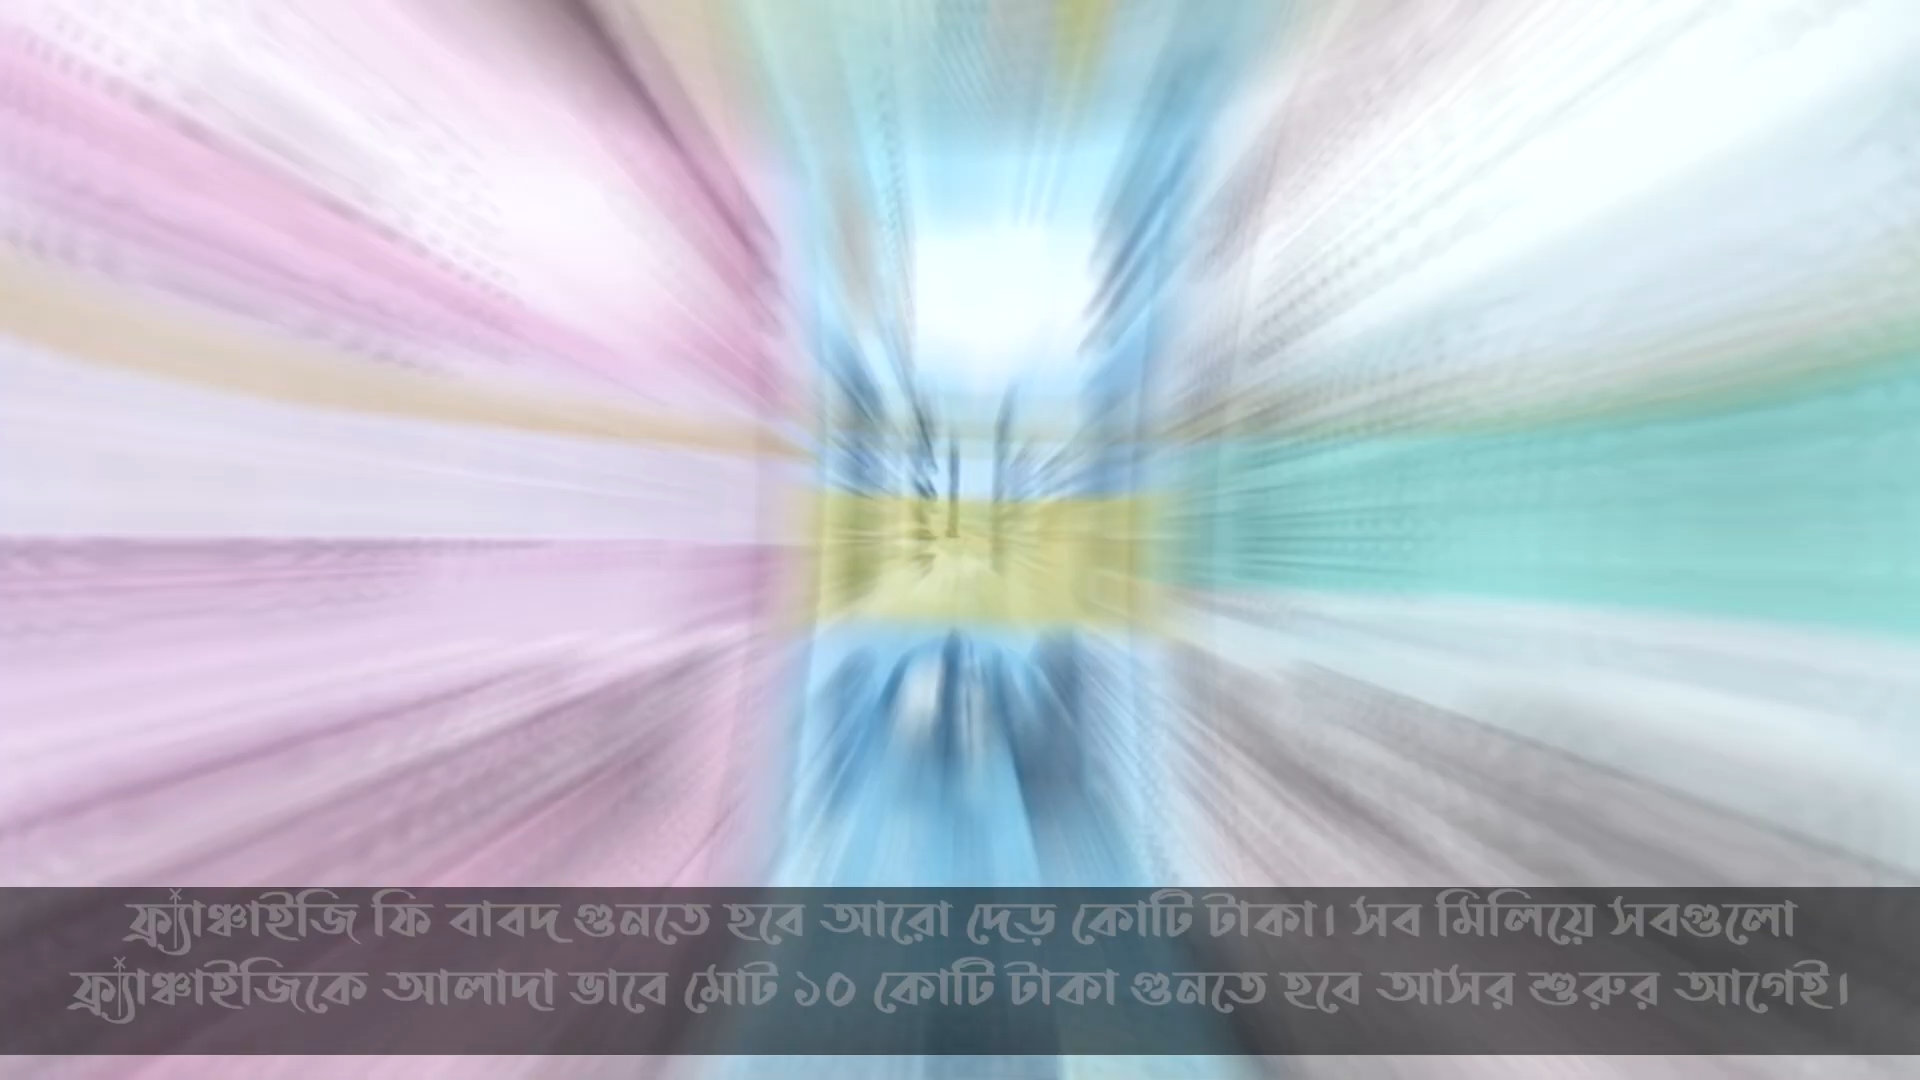 ফ্র্যাঞ্চাইজি ফি বাবদ গুনতে হবে আরো দেড় কোটি টাকা। সব মিলিয়ে সবগুলো
ফ্র্যাঞ্চাইজিকে আলাদা ভাবে মোট ১০ কোটি টাকা গুনতে হবে আসর শুরুর আগেই।